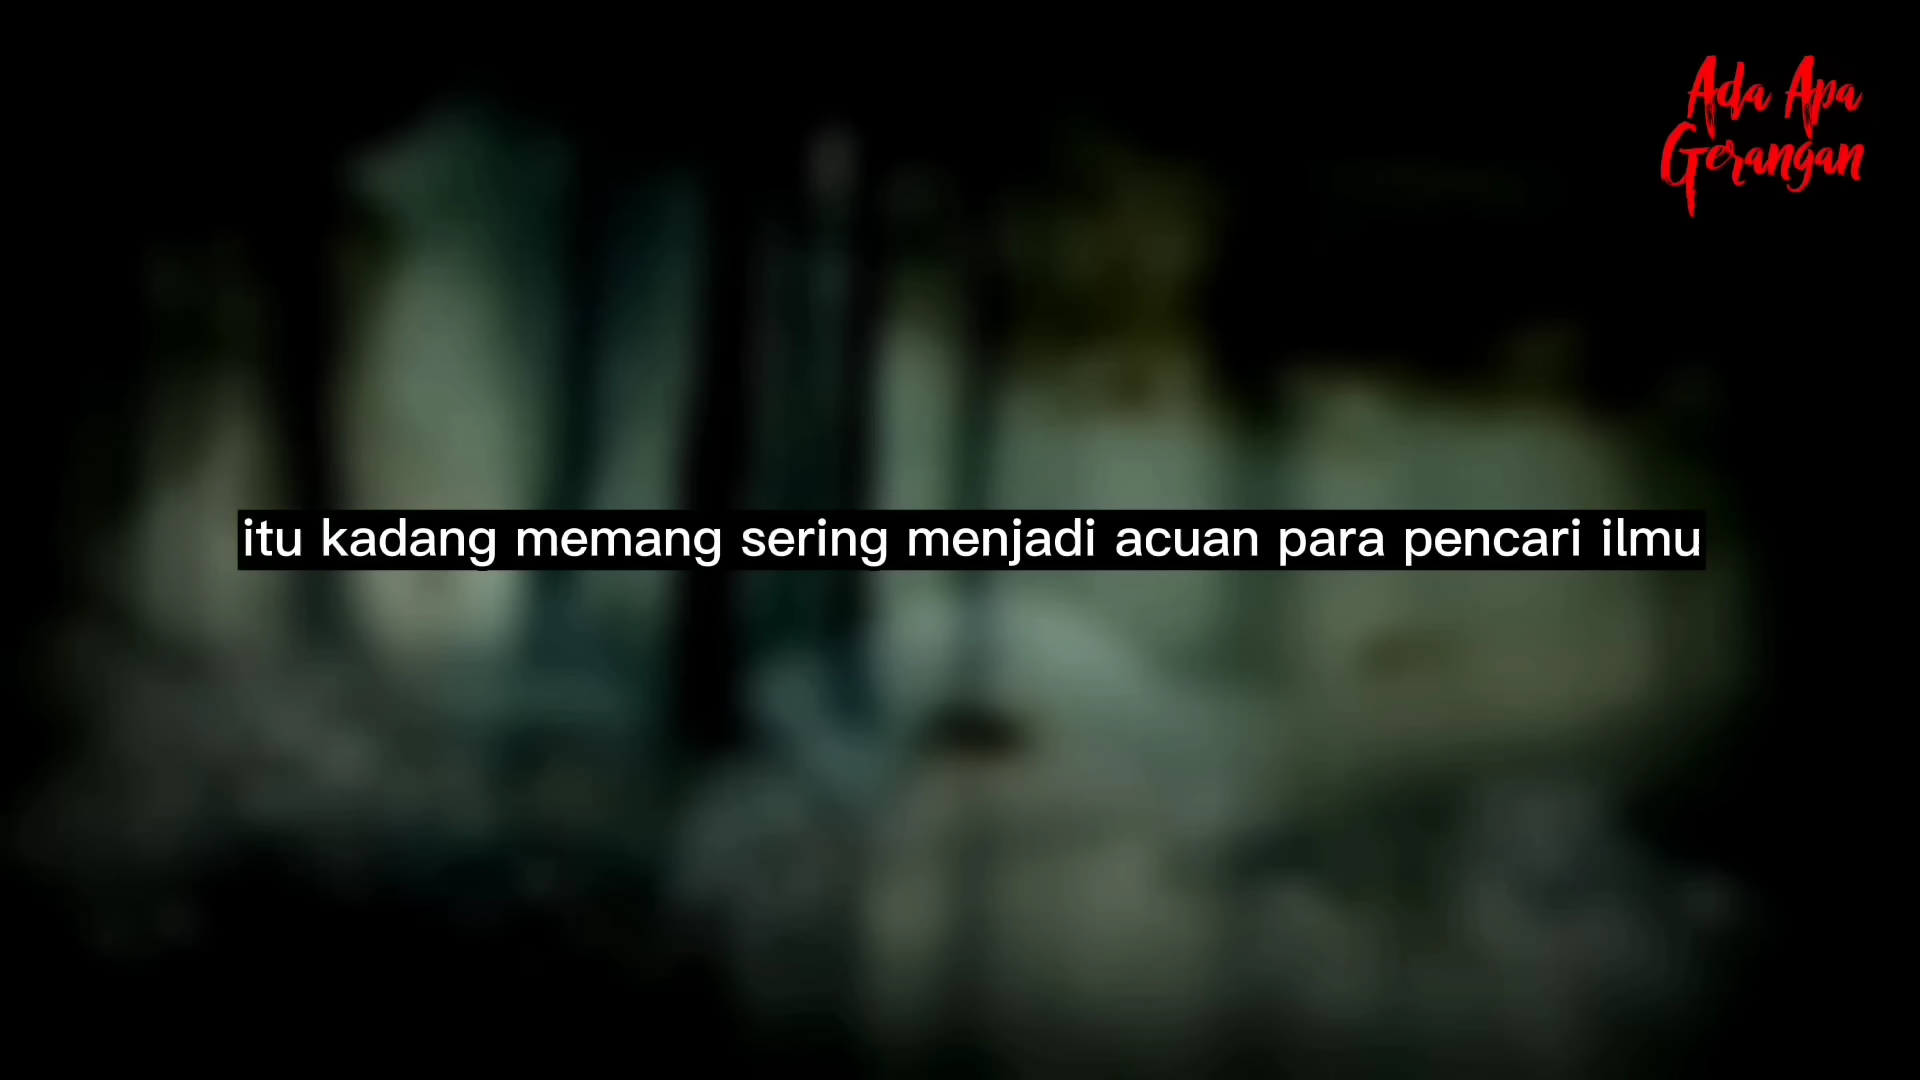 Ada Apa
Gerangan
itu kadang memang sering menjadi acuan para pencari ilmu